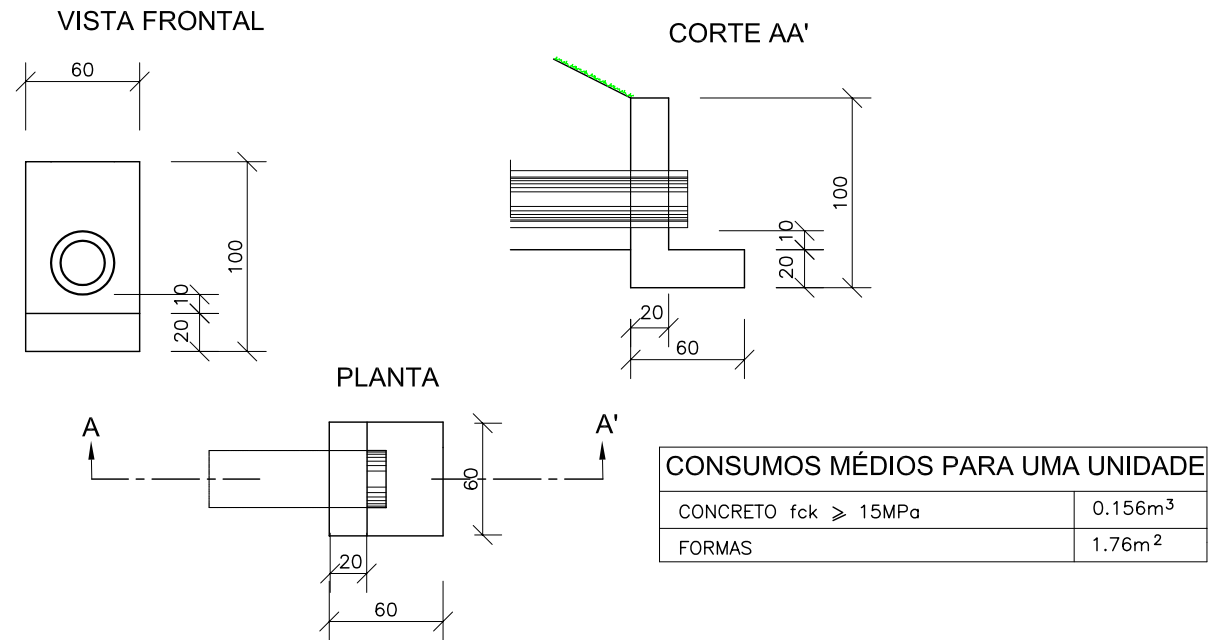 VISTA FRONTAL
60
100
10
20
CORTE AA'
100
10
20
20
60
PLANTA
A
A'
60
20
60
CONSUMOS MÉDIOS PARA UMA UNIDADE
CONCRETO fck ⩾ 15MPa 0.156m³
FORMAS 1.76m²